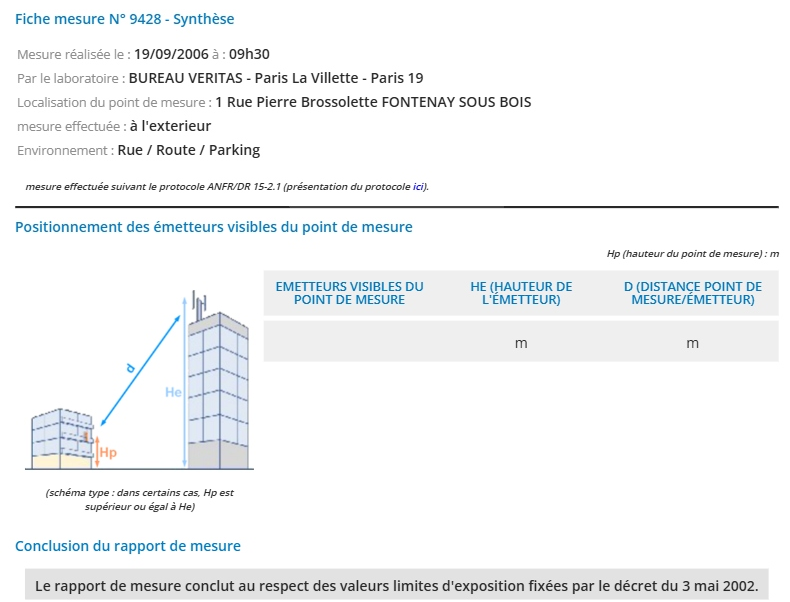 Fiche mesure N° 9428 - Synthèse
Mesure réalisée le : 19/09/2006 à : 09h30
Par le laboratoire : BUREAU VERITAS - Paris La Villette - Paris 19
Localisation du point de mesure : 1 Rue Pierre Brossolette FONTENAY SOUS BOIS
mesure effectuée : à l'exterieur
Environnement : Rue / Route / Parking
mesure effectuée suivant le protocole ANFR/DR 15-2.1 (présentation du protocole ici).
Positionnement des émetteurs visibles du point de mesure
Hp (hauteur du point de mesure) : m
EMETTEURS VISIBLES DU
POINT DE MESURE
HE (HAUTEUR DE
L'ÉMETTEUR)
D (DISTANCE POINT DE
MESURE/ÉMETTEUR)
m
m
d
He
Hp
(schéma type : dans certains cas, Hp est
supérieur ou égal à He)
Conclusion du rapport de mesure
Le rapport de mesure conclut au respect des valeurs limites d'exposition fixées par le décret du 3 mai 2002.